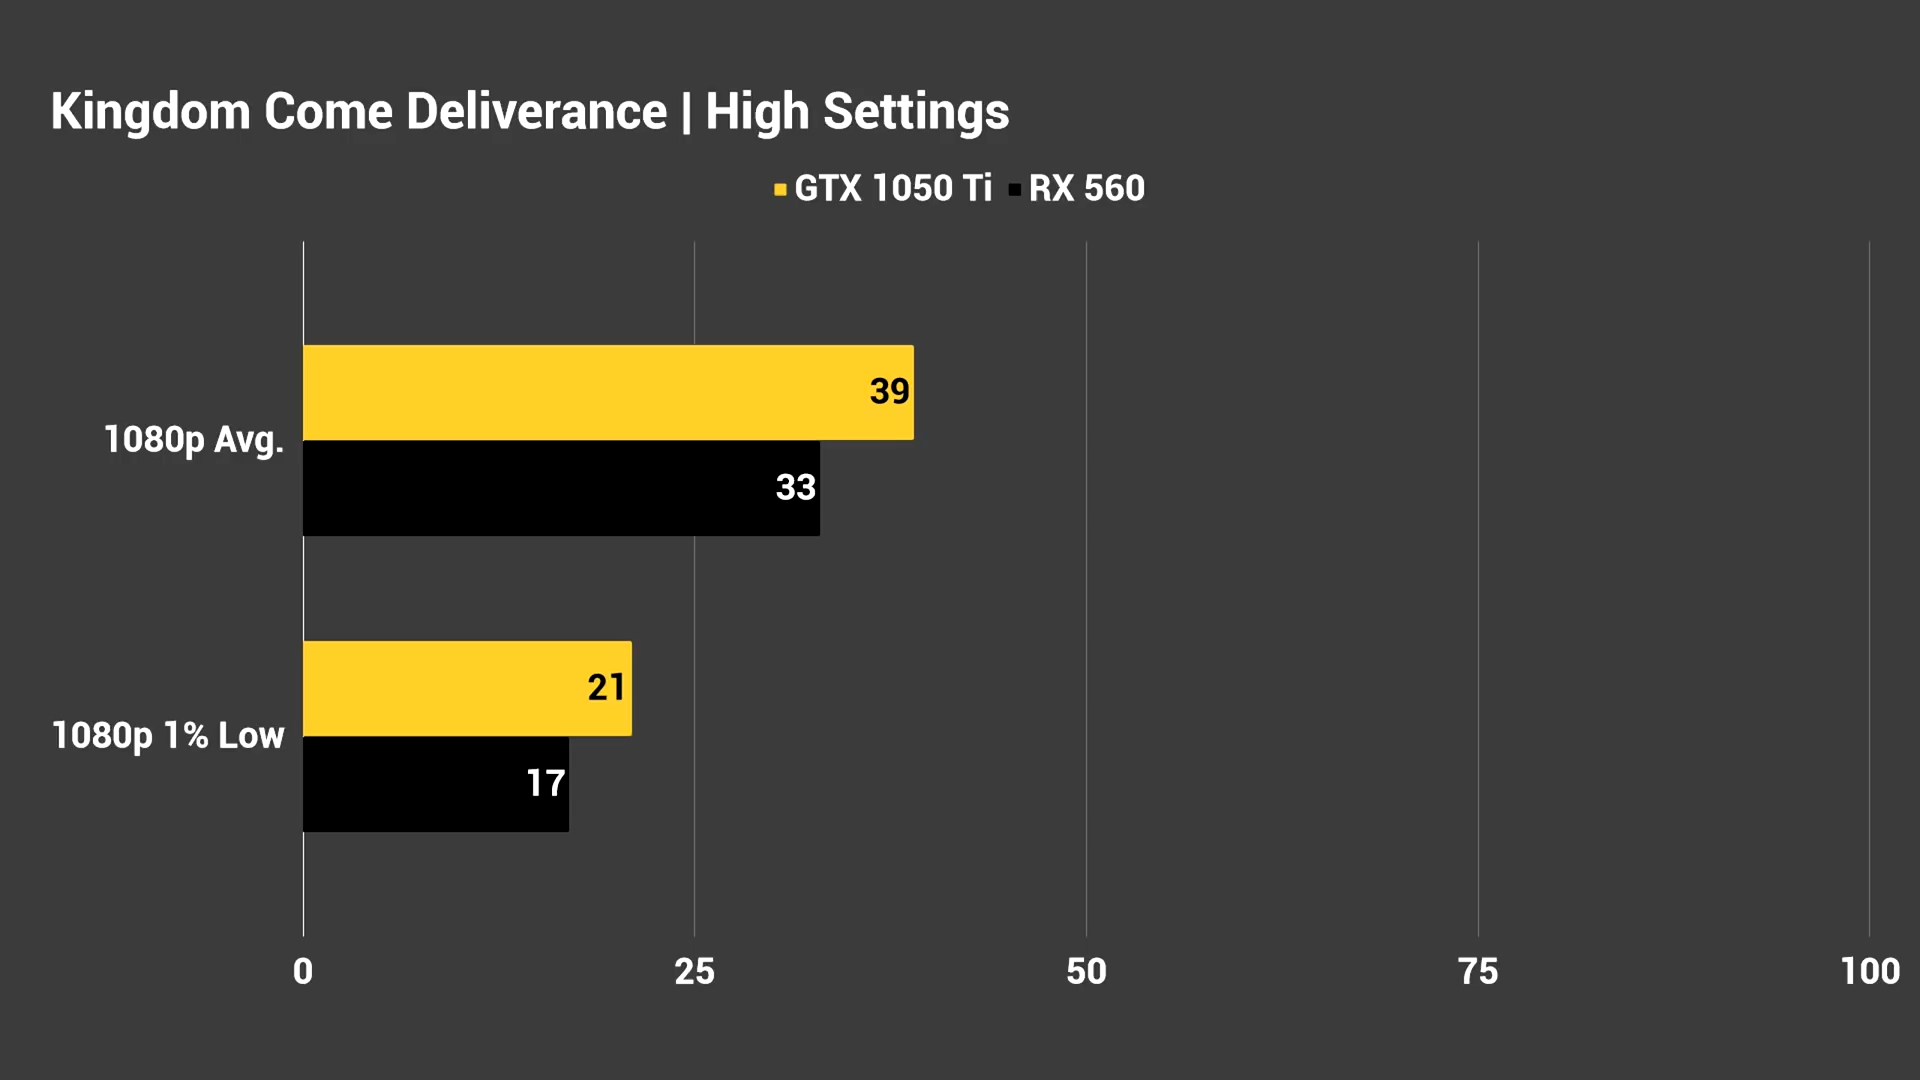 Kingdom Come Deliverance | High Settings
GTX 1050 Ti RX 560
1080p Avg.
39
33
1080p 1% Low
21
17
0 25 50 75 100